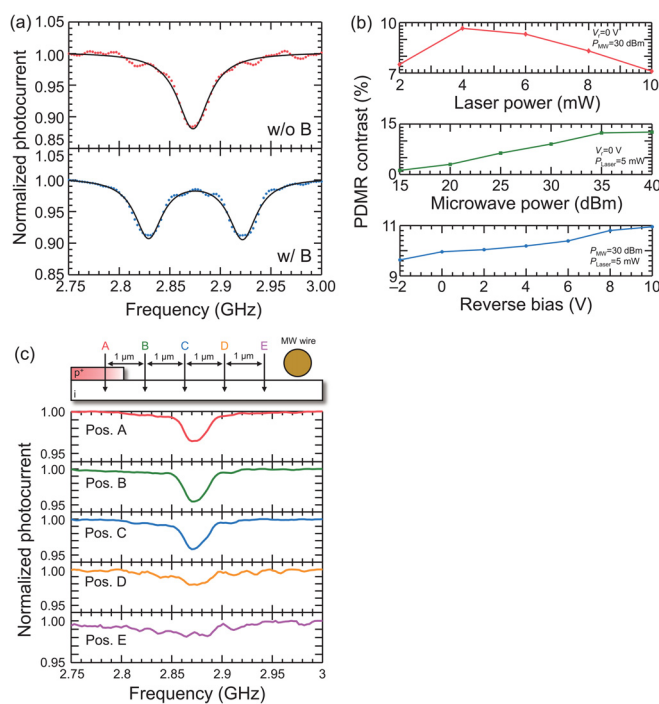 (a)
1.05
1.00
0.95
0.90
0.85
w/o B
1.00
0.95
0.90
0.85
w/ B
2.75 2.80 2.85 2.90 2.95 3.00
Frequency (GHz)
Normalized photocurrent
(b)
10
7
Vr=0 V
PMW=30 dBm
2 4 6 8 10
Laser power (mW)
15
0
Vr=0 V
PLaser=5 mW
15 20 25 30 35 40
Microwave power (dBm)
11
9
PMW=30 dBm
PLaser=5 mW
−2 0 2 4 6 8 10
Reverse bias (V)
PDMR contrast (%)
(c)
A B C D E
MW wire
1 μm 1 μm 1 μm 1 μm
p+
i
1.00
0.95
Pos. A
1.00
0.95
Pos. B
1.00
0.95
Pos. C
1.00
0.95
Pos. D
1.00
0.95
Pos. E
2.75 2.80 2.85 2.90 2.95 3
Frequency (GHz)
Normalized photocurrent